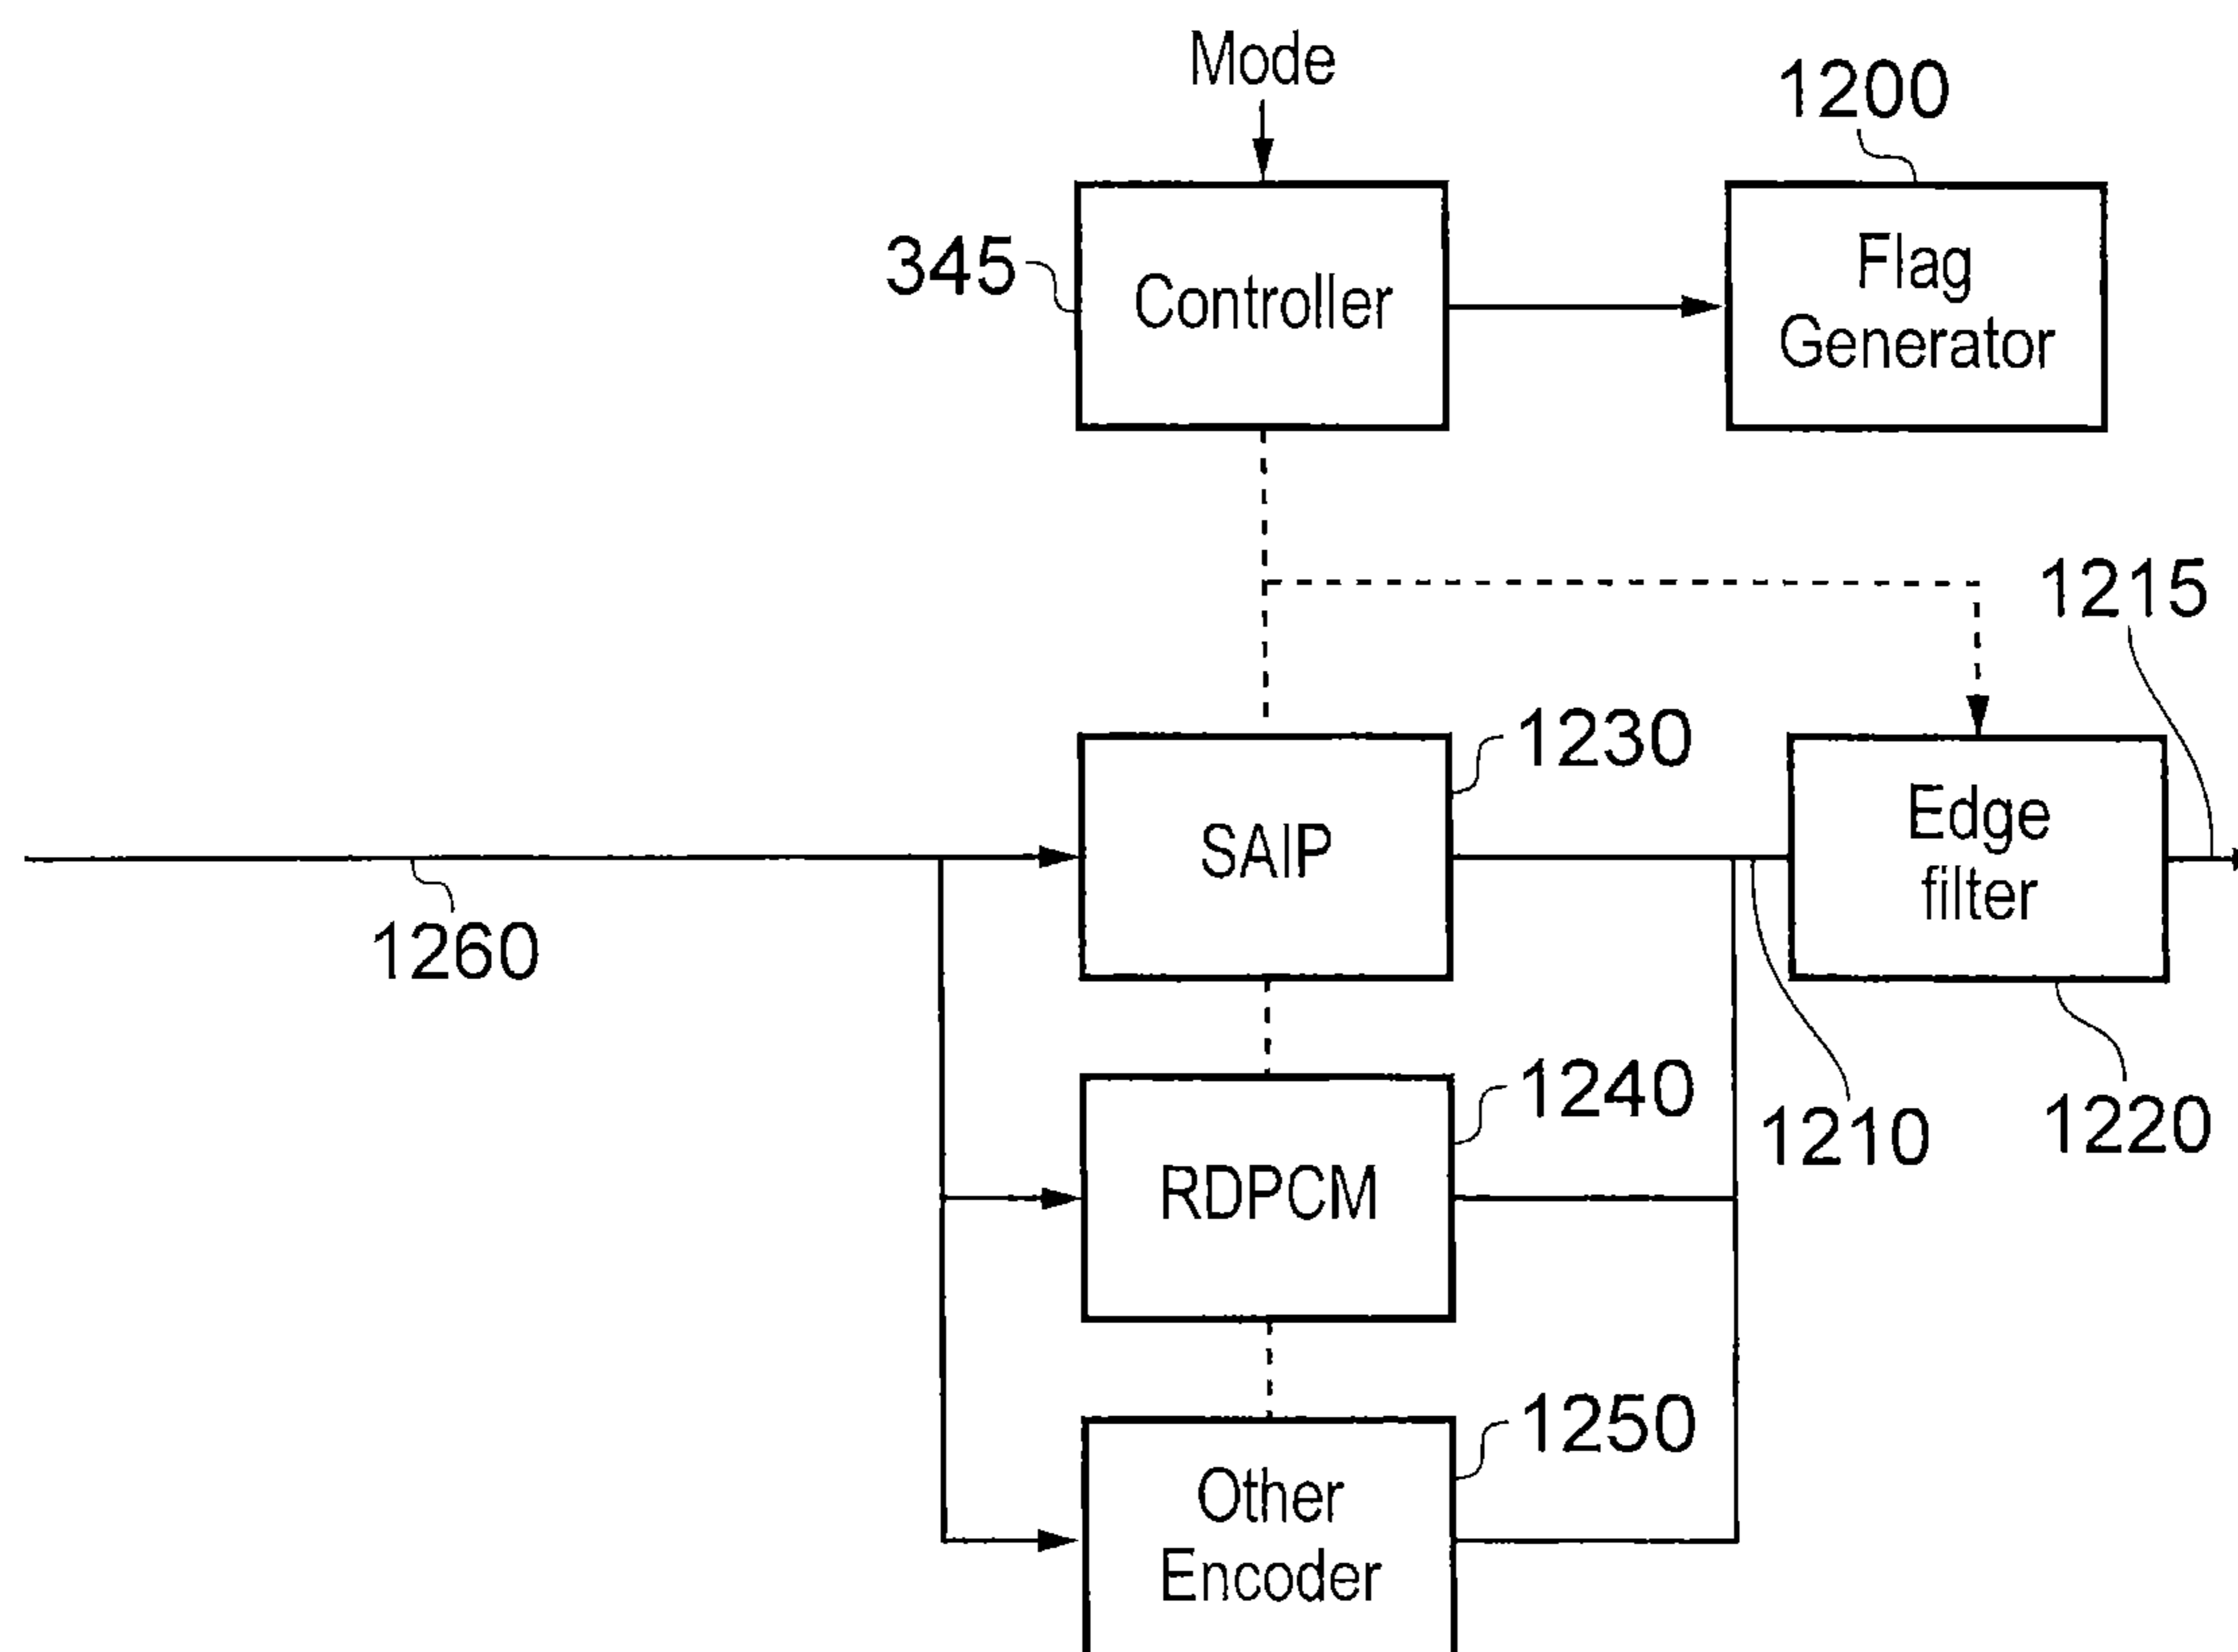 Mode
1200
345
Controller
Flag
Generator
1215
1230
SAIP
Edge
filter
1260
1240
RDPCM
1210
1220
1250
Other
Encoder